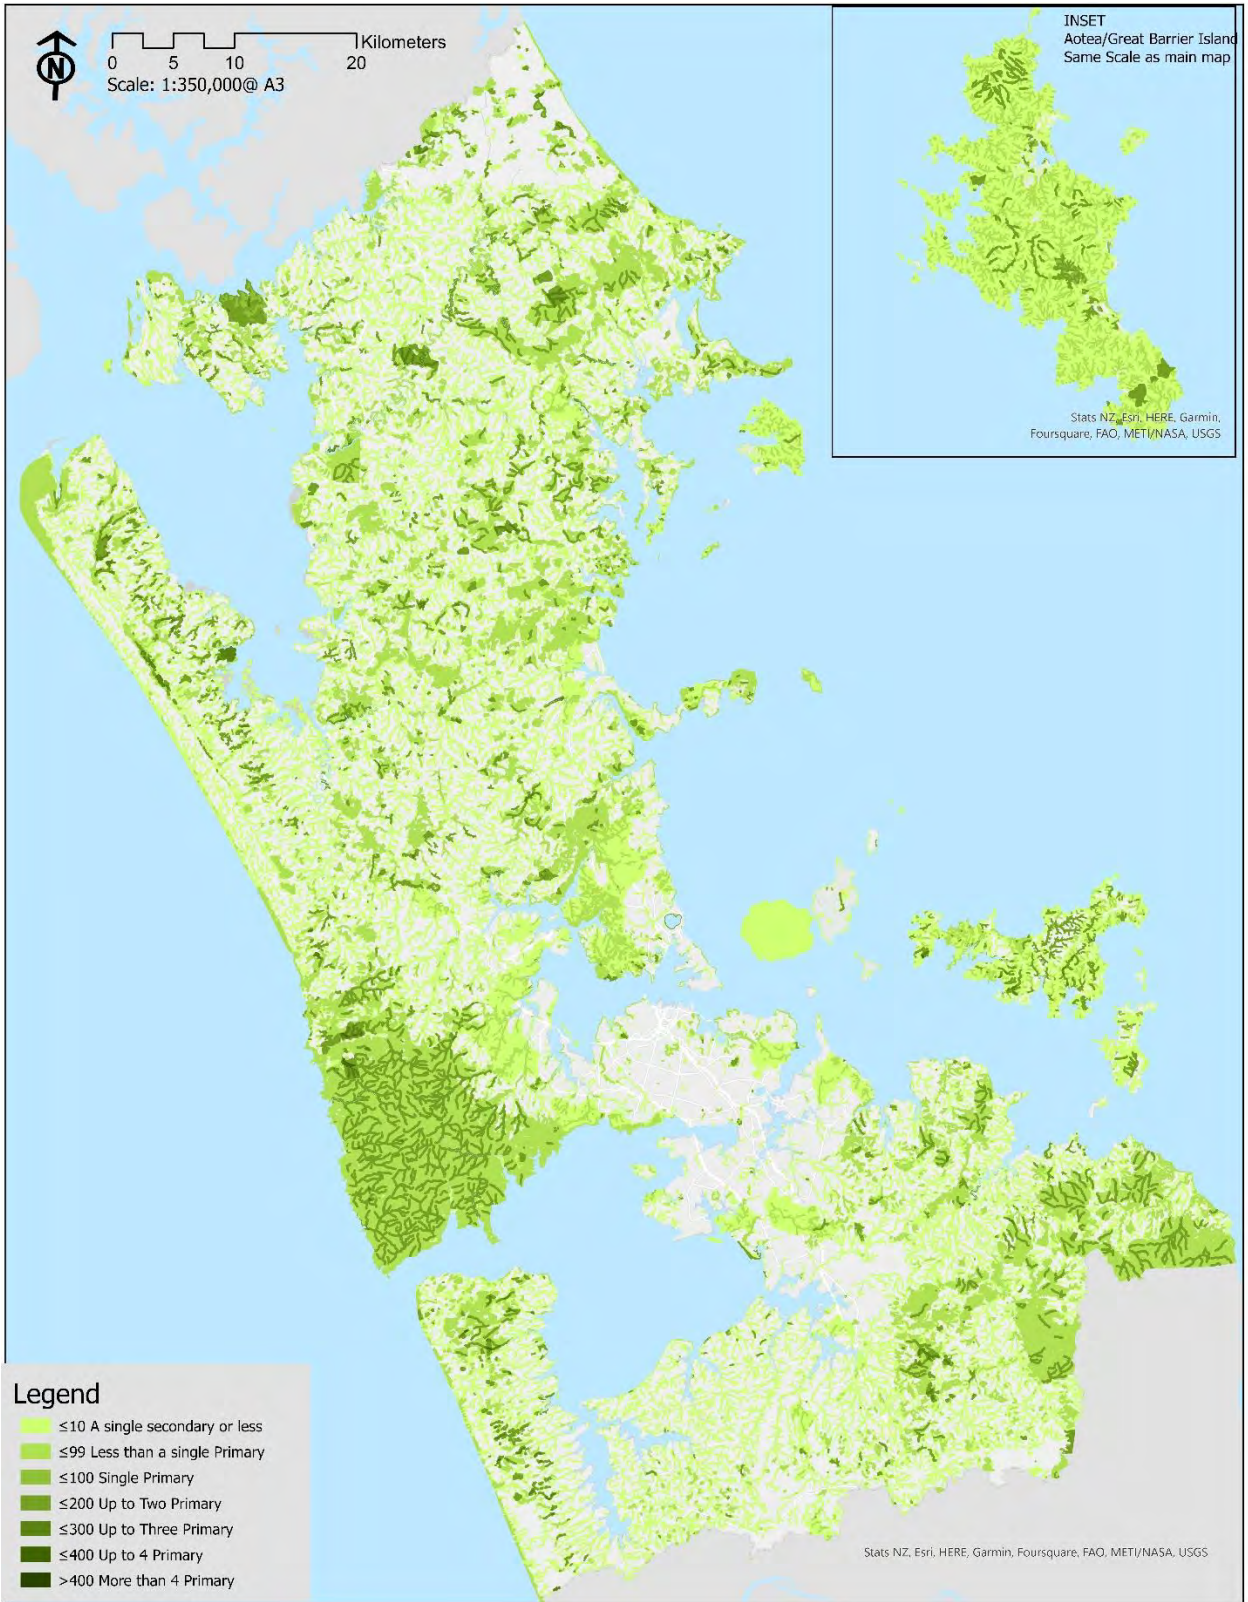 Kilometers
0 5 10 20
Scale: 1:350,000@ A3
N
INSET
Aotea/Great Barrier Island
Same Scale as main map
Stats NZ, Esri, HERE, Garmin,
Foursquare, FAO, METI/NASA, USGS
Legend
≤10 A single secondary or less
≤99 Less than a single Primary
≤100 Single Primary
≤200 Up to Two Primary
≤300 Up to Three Primary
≤400 Up to 4 Primary
>400 More than 4 Primary
Stats NZ, Esri, HERE, Garmin, Foursquare, FAO, METI/NASA, USGS